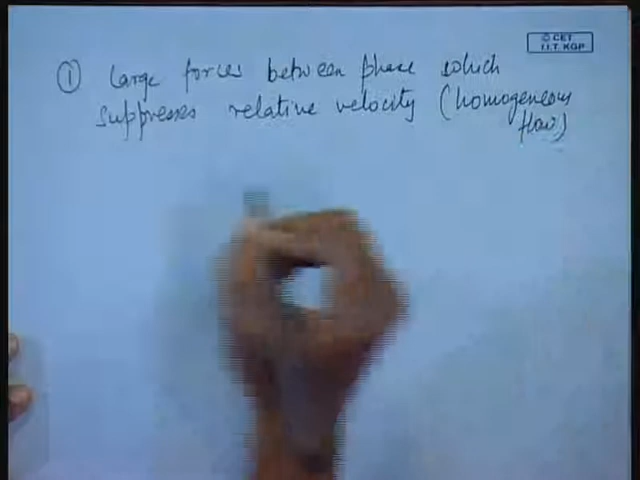 © CET
I.I.T. KGP
① Large forces between phase which
suppresses relative velocity (homogeneous
flow)